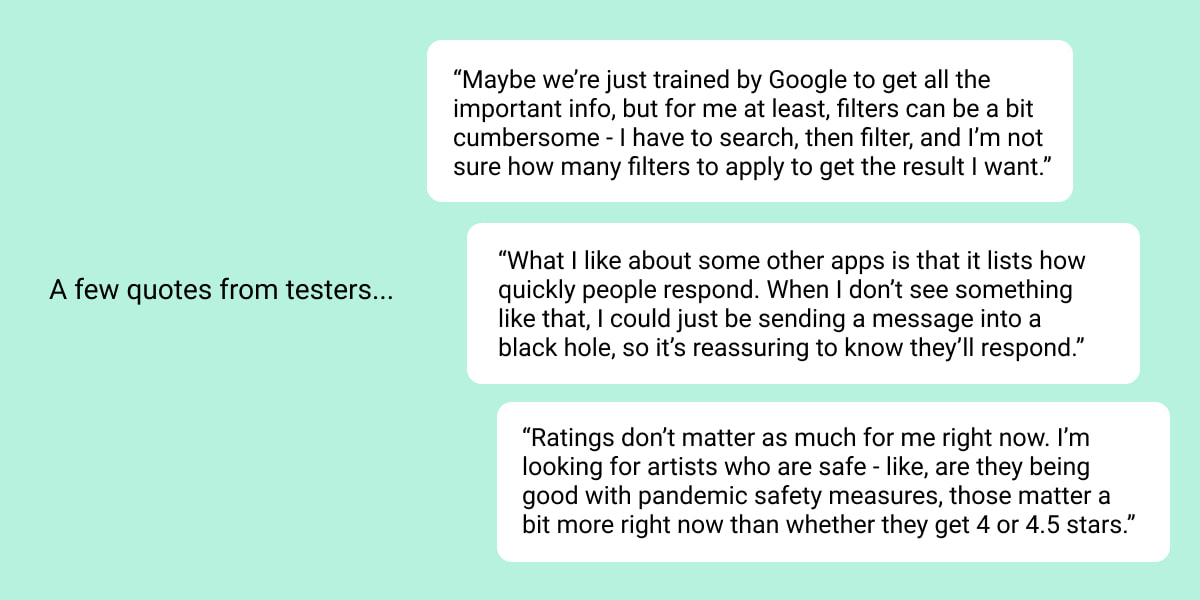 A few quotes from testers...
“Maybe we’re just trained by Google to get all the
important info, but for me at least, filters can be a bit
cumbersome - I have to search, then filter, and I’m not
sure how many filters to apply to get the result I want.”
“What I like about some other apps is that it lists how
quickly people respond. When I don’t see something
like that, I could just be sending a message into a
black hole, so it’s reassuring to know they’ll respond.”
“Ratings don’t matter as much for me right now. I’m
looking for artists who are safe - like, are they being
good with pandemic safety measures, those matter a
bit more right now than whether they get 4 or 4.5 stars.”